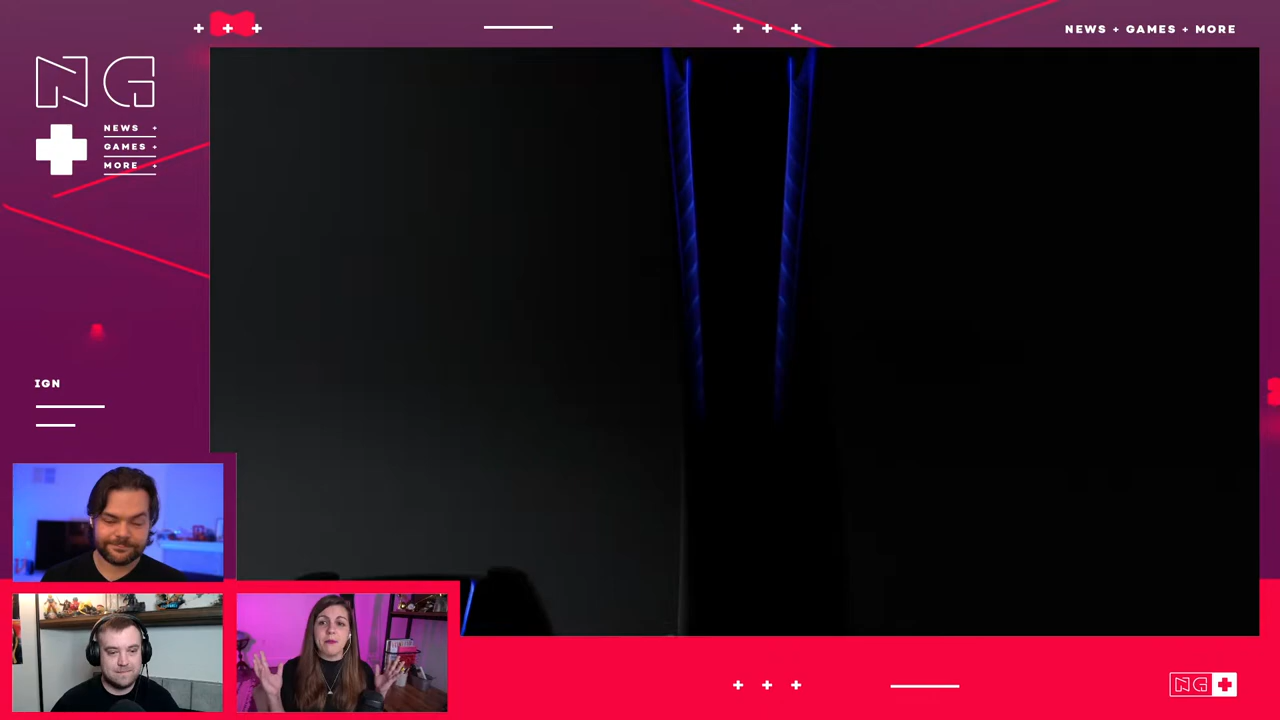 NEWS + GAMES + MORE
NG
NEWS +
GAMES +
MORE +
IGN
NG+